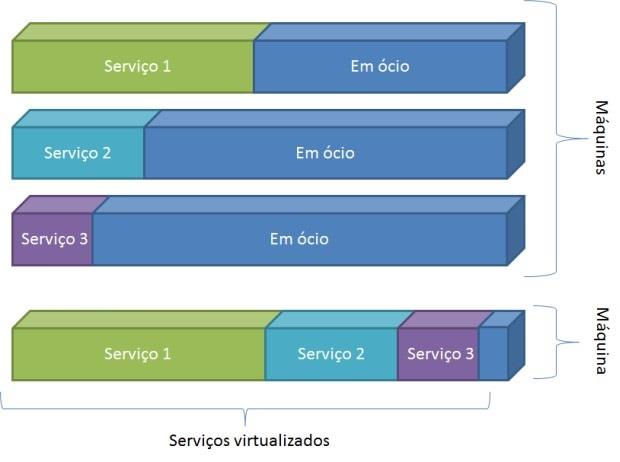 Serviço 1
Em ócio
Serviço 2
Em ócio
Serviço 3
Em ócio
Máquinas
Serviço 1
Serviço 2
Serviço 3
Máquina
Serviços virtualizados